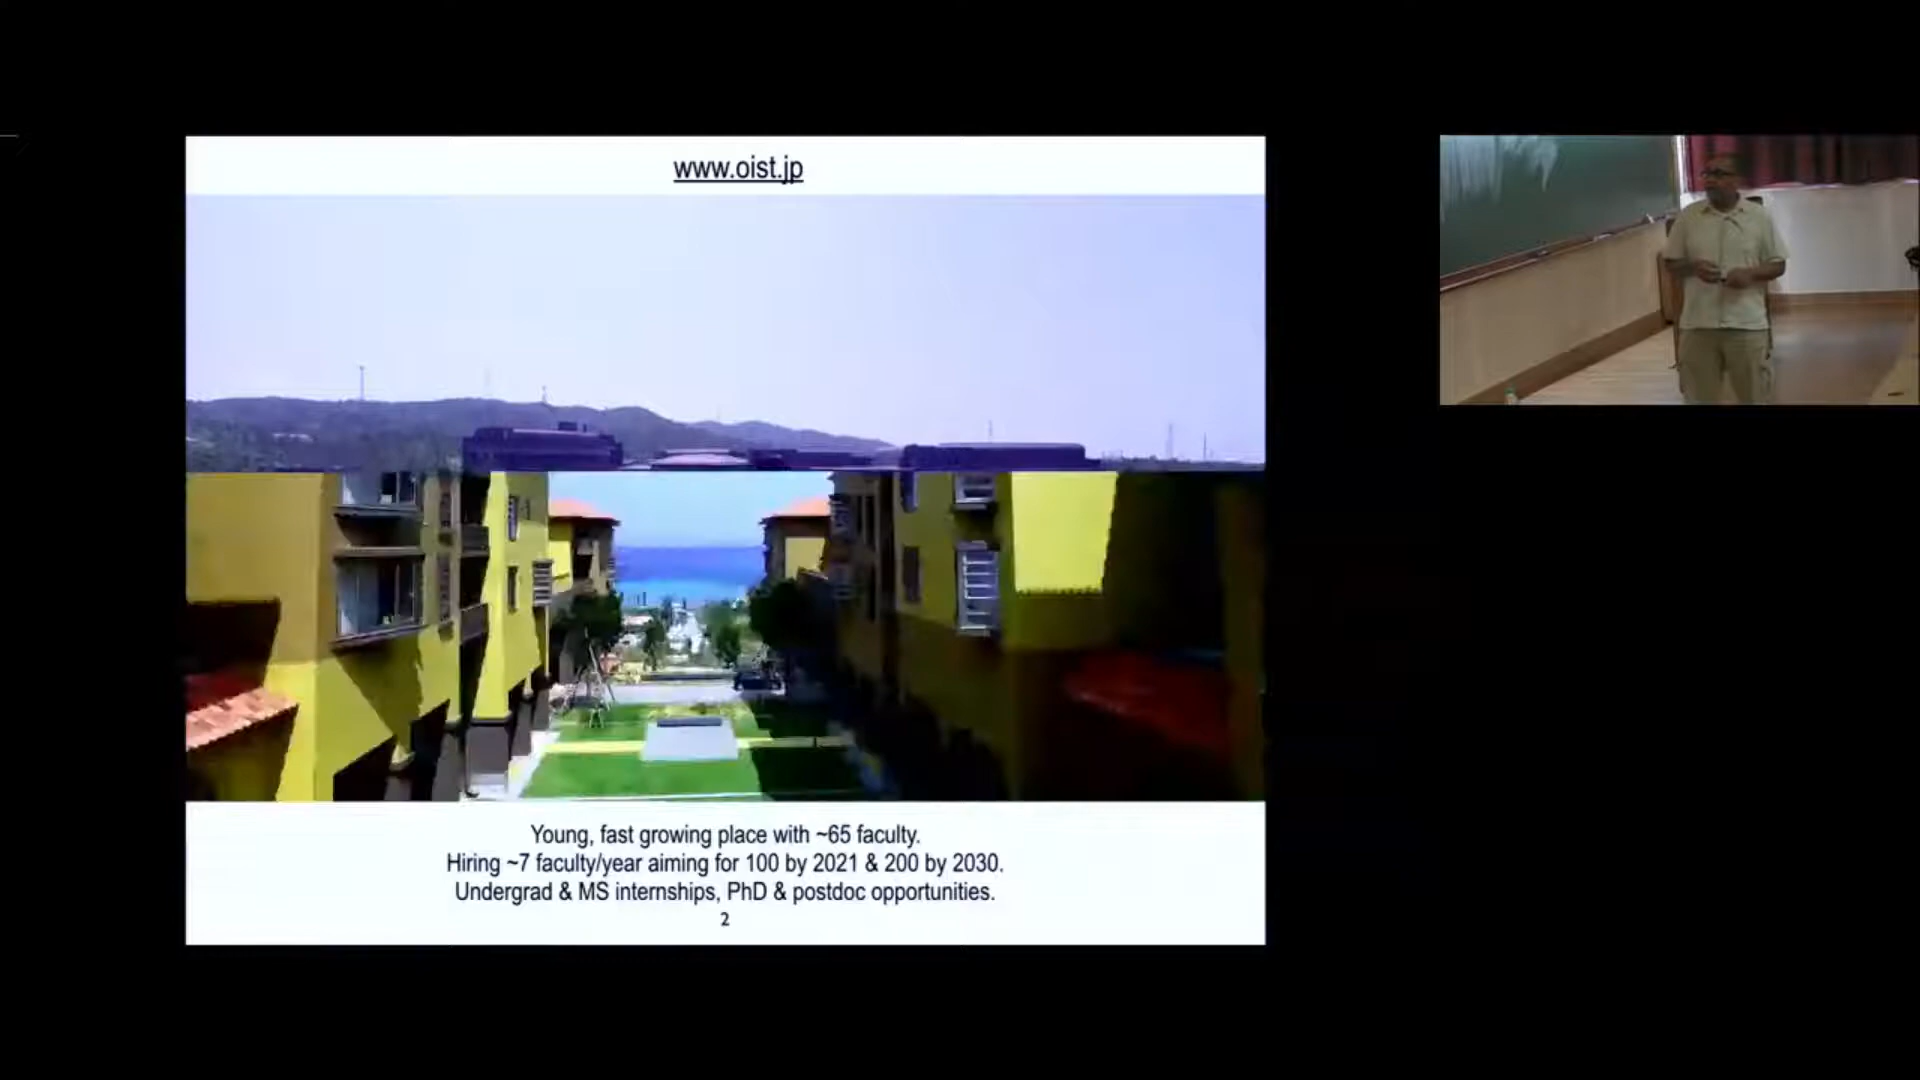 www.oist.jp
Young, fast growing place with ~65 faculty.
Hiring ~7 faculty/year aiming for 100 by 2021 & 200 by 2030.
Undergrad & MS internships, PhD & postdoc opportunities.
2